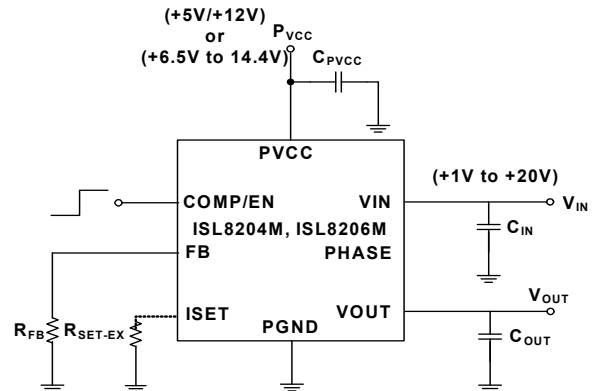 (+5V/+12V)
or
(+6.5V to 14.4V)
PVCC
CPVCC
PVCC
COMP/EN
VIN
(+1V to +20V)
VIN
ISL8204M, ISL8206M
CIN
FB
PHASE
ISET
VOUT
VOUT
RFB
RSET-EX
PGND
COUT